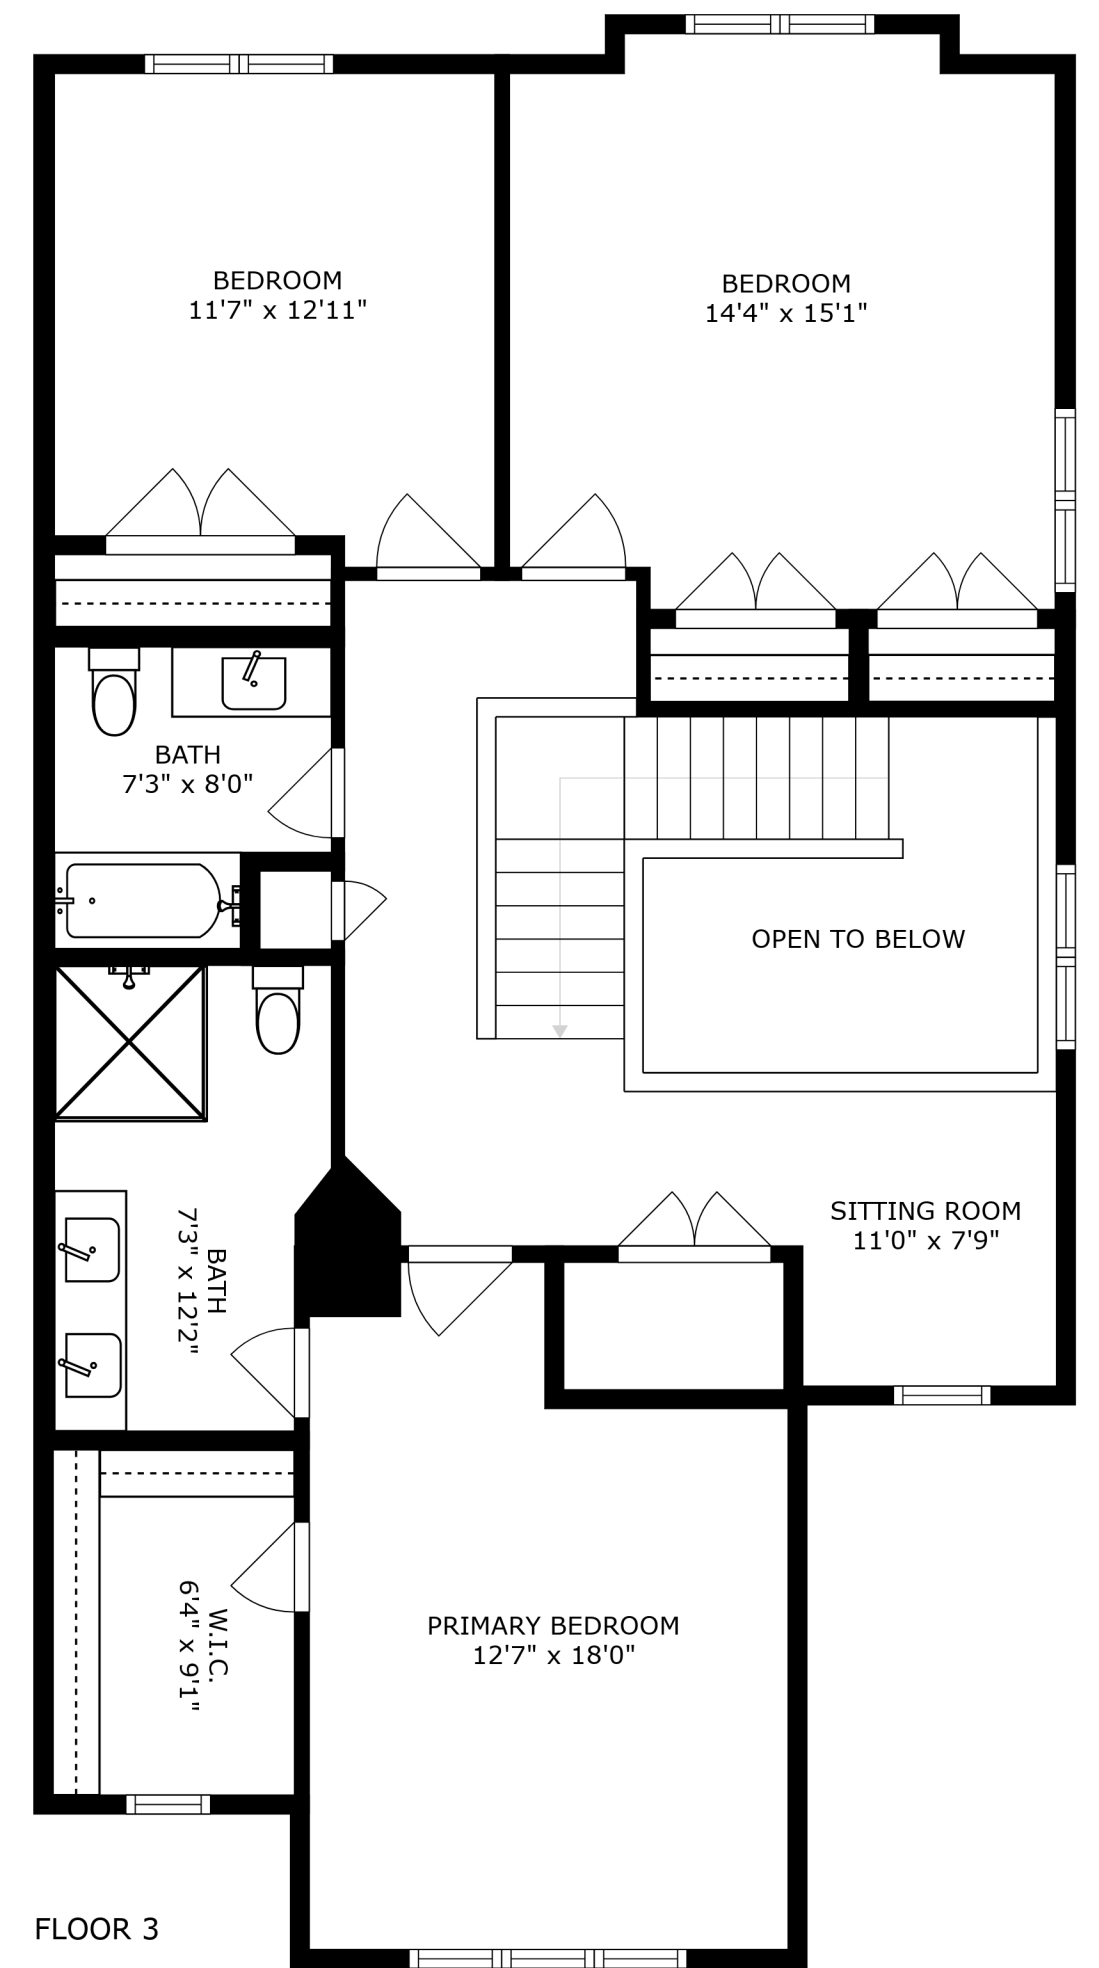 BEDROOM
11'7" x 12'11"
BEDROOM
14'4" x 15'1"
BATH
7'3" x 8'0"
OPEN TO BELOW
SITTING ROOM
11'0" x 7'9"
BATH
7'3" x 12'2"
PRIMARY BEDROOM
12'7" x 18'0"
W.I.C.
6'4" x 9'1"
FLOOR 3